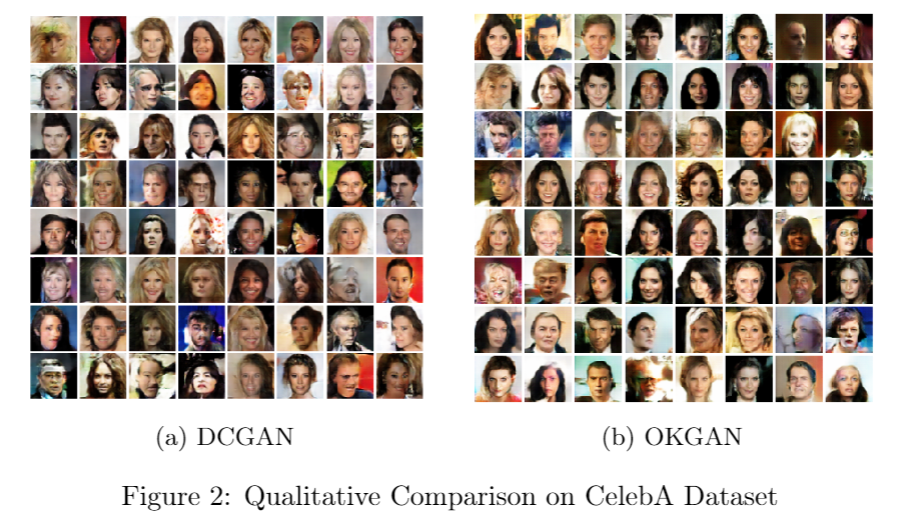 (a) DCGAN
(b) OKGAN
Figure 2: Qualitative Comparison on CelebA Dataset